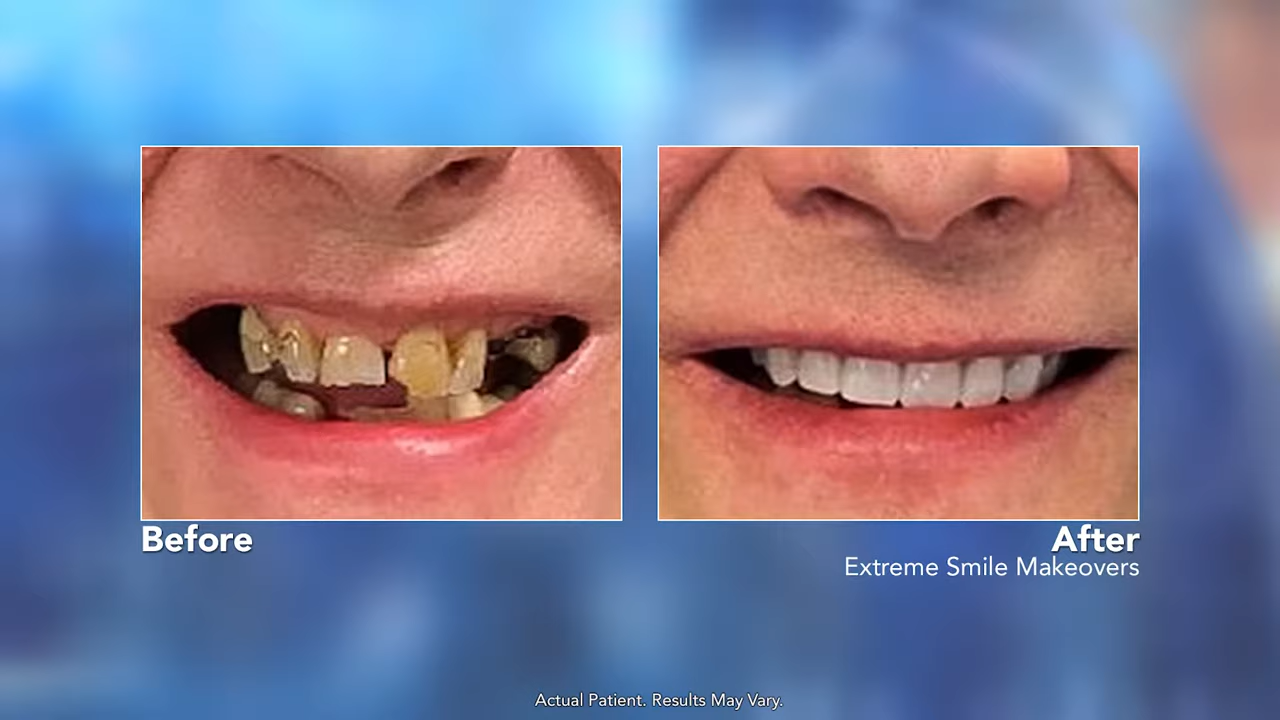 Before
After
Extreme Smile Makeovers
Actual Patient. Results May Vary.